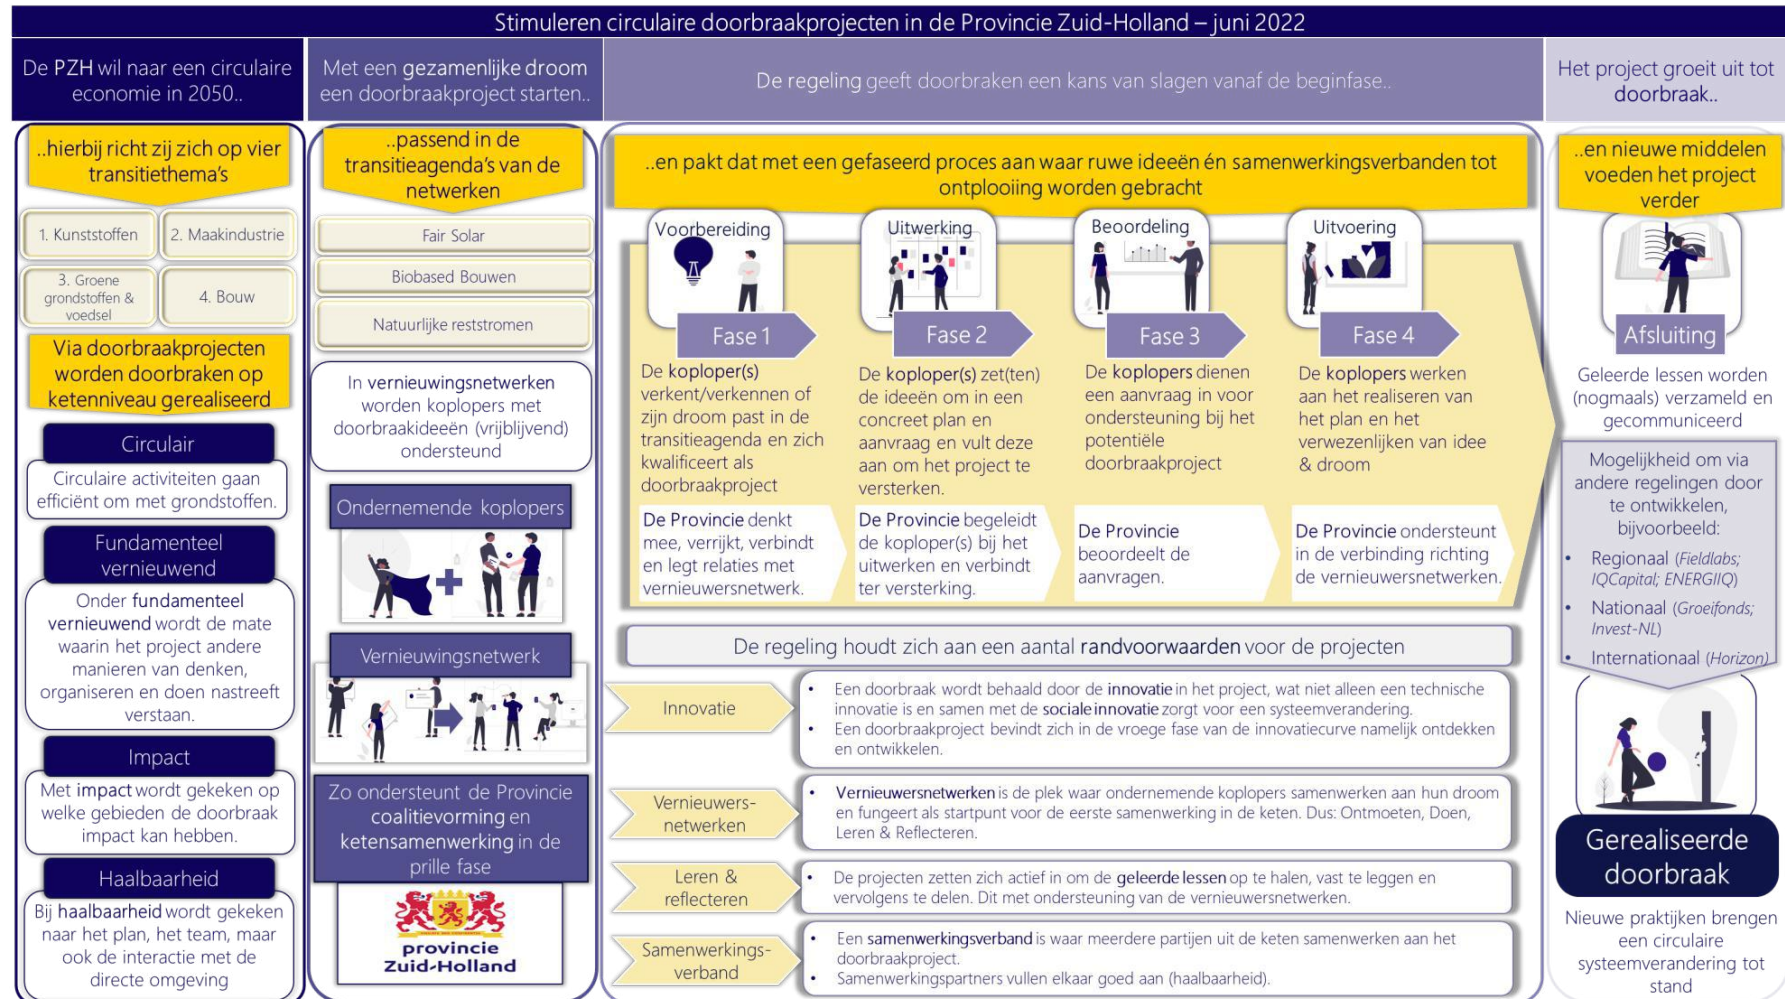 Stimuleren circulaire doorbraakprojecten in de Provincie Zuid-Holland – juni 2022
De PZH wil naar een circulaire
economie in 2050..
..hierbij richt zij zich op vier
transitiethema's
1. Kunststoffen
2. Maakindustrie
3. Groene
grondstoffen &
voedsel
4. Bouw
Via doorbraakprojecten
worden doorbraken op
ketenniveau gerealiseerd
Circulair
Circulaire activiteiten gaan
efficiënt om met grondstoffen.
Fundamenteel
vernieuwend
Onder fundamenteel
vernieuwend wordt de mate
waarin het project andere
manieren van denken,
organiseren en doen nastreeft
verstaan.
Impact
Met impact wordt gekeken op
welke gebieden de doorbraak
impact kan hebben.
Haalbaarheid
Bij haalbaarheid wordt gekeken
naar het plan, het team, maar
ook de interactie met de
directe omgeving
Met een gezamenlijke droom
een doorbraakproject starten..
..passend in de
transitieagenda's van de
netwerken
Fair Solar
Biobased Bouwen
Natuurlijke reststromen
In vernieuwingsnetwerken
worden koplopers met
doorbraakideeën (vrijblijvend)
ondersteund
Ondernemende koplopers
Vernieuwingsnetwerk
Zo ondersteunt de Provincie
coalitievorming en
ketensamenwerking in de
prille fase
provincie
Zuid-Holland
De regeling geeft doorbraken een kans van slagen vanaf de beginfase..
..en pakt dat met een gefaseerd proces aan waar ruwe ideeën én samenwerkingsverbanden tot
ontplooiing worden gebracht
Voorbereiding
Fase 1
De koploper(s)
verkent/verkennen of
zijn droom past in de
transitieagenda en zich
kwalificeert als
doorbraakproject
De Provincie denkt
mee, verrijkt, verbindt
en legt relaties met
vernieuwersnetwerk.
Uitwerking
Fase 2
De koploper(s) zet(ten)
de ideeën om in een
concreet plan en
aanvraag en vult deze
aan om het project te
versterken.
De Provincie begeleidt
de koploper(s) bij het
uitwerken en verbindt
ter versterking.
Beoordeling
Fase 3
De koplopers dienen
een aanvraag in voor
ondersteuning bij het
potentiële
doorbraakproject
De Provincie
beoordeelt de
aanvragen.
Uitvoering
Fase 4
De koplopers werken
aan het realiseren van
het plan en het
verwezenlijken van idee
& droom
De Provincie ondersteunt
in de verbinding richting
de vernieuwersnetwerken.
De regeling houdt zich aan een aantal randvoorwaarden voor de projecten
Innovatie
• Een doorbraak wordt behaald door de innovatie in het project, wat niet alleen een technische
innovatie is en samen met de sociale innovatie zorgt voor een systeemverandering.
• Een doorbraakproject bevindt zich in de vroege fase van de innovatiecurve namelijk ontdekken
en ontwikkelen.
Vernieuwers-
netwerken
• Vernieuwersnetwerken is de plek waar ondernemende koplopers samenwerken aan hun droom
en fungeert als startpunt voor de eerste samenwerking in de keten. Dus: Ontmoeten, Doen,
Leren & Reflecteren.
Leren &
reflecteren
• De projecten zetten zich actief in om de geleerde lessen op te halen, vast te leggen en
vervolgens te delen. Dit met ondersteuning van de vernieuwersnetwerken.
Samenwerkings-
verband
• Een samenwerkingsverband is waar meerdere partijen uit de keten samenwerken aan het
doorbraakproject.
• Samenwerkingspartners vullen elkaar goed aan (haalbaarheid).
Het project groeit uit tot
doorbraak..
..en nieuwe middelen
voeden het project
verder
Afsluiting
Geleerde lessen worden
(nogmaals) verzameld en
gecommuniceerd
Mogelijkheid om via
andere regelingen door
te ontwikkelen,
bijvoorbeeld:
• Regionaal (Fieldlabs;
IQCapital; ENERGIIQ)
• Nationaal (Groeifonds;
Invest-NL)
• Internationaal (Horizon)
Gerealiseerde
doorbraak
Nieuwe praktijken brengen
een circulaire
systeemverandering tot
stand